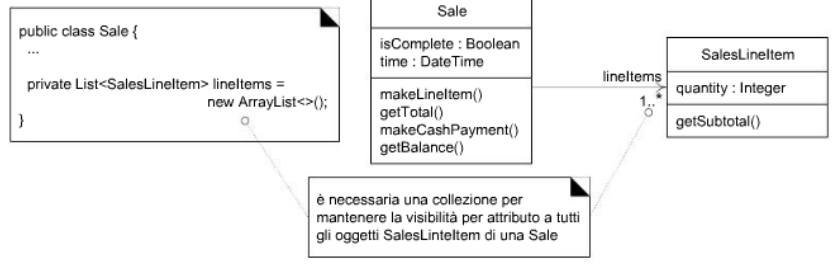 public class Sale {
...
private List<SalesLineItem> lineItems =
new ArrayList<>();
}
Sale
isComplete : Boolean
time : DateTime
makeLineItem()
getTotal()
makeCashPayment()
getBalance()
lineItems
1..*
SalesLineItem
quantity : Integer
getSubtotal()
è necessaria una collezione per
mantenere la visibilità per attributo a tutti
gli oggetti SalesLinteItem di una Sale